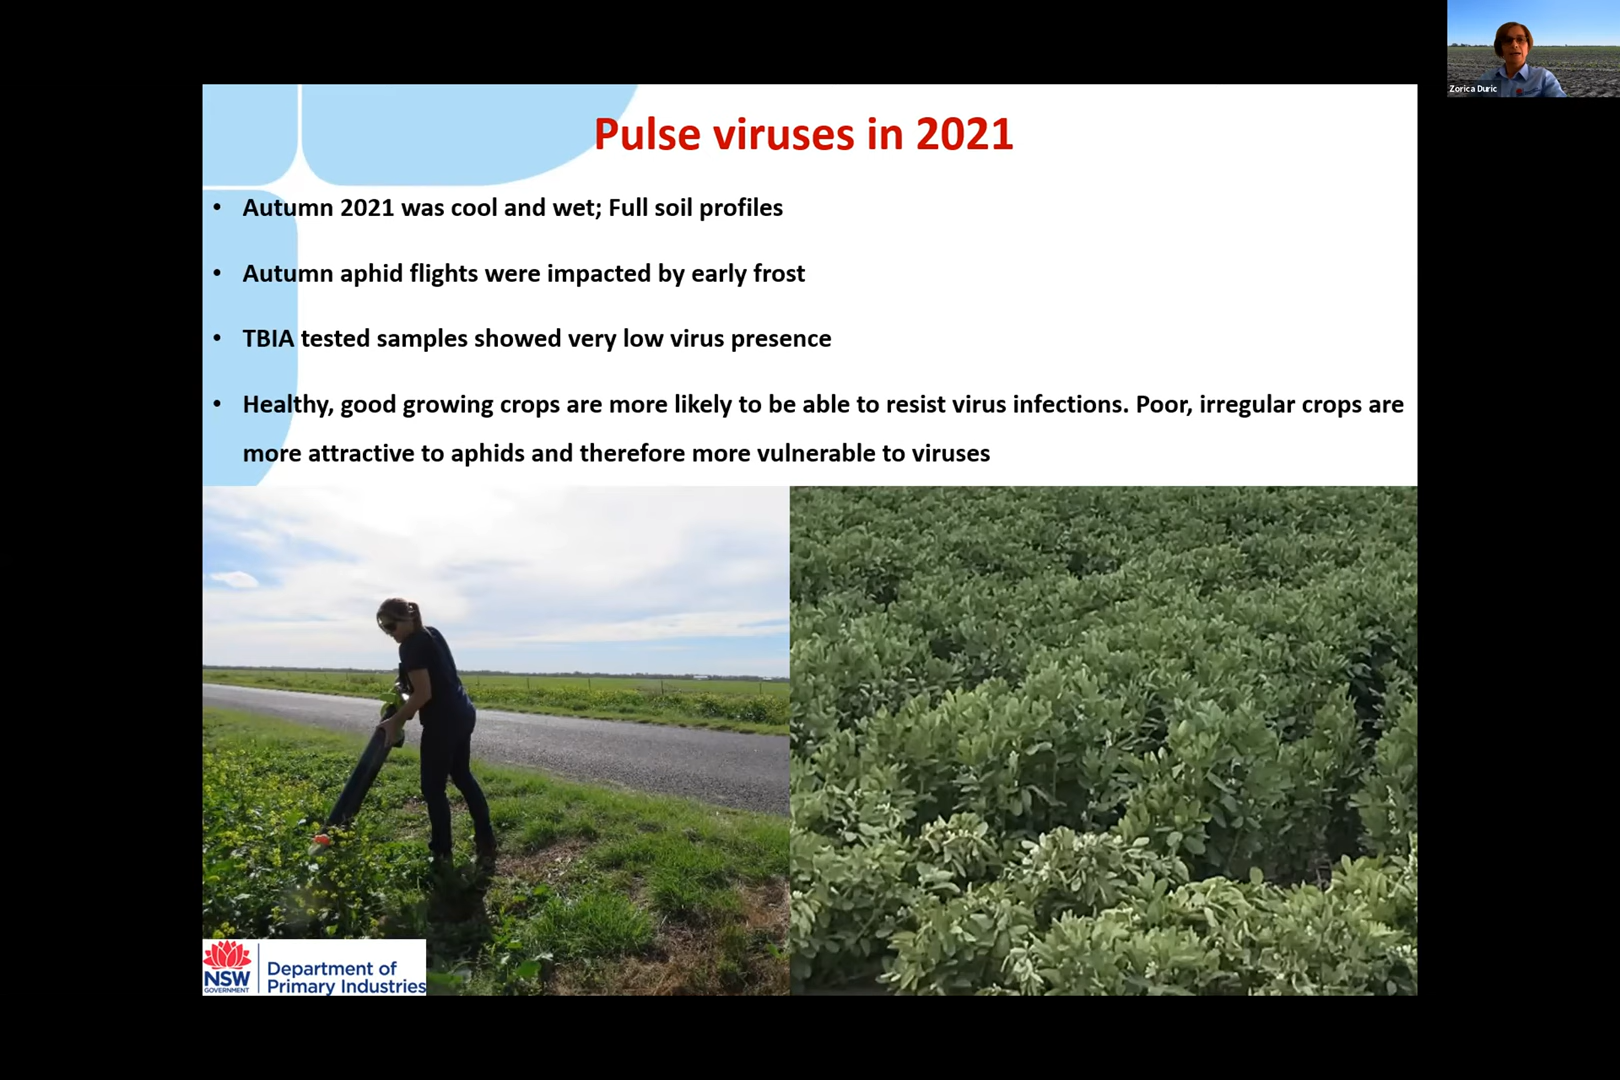 Zorica Duric
Pulse viruses in 2021
• Autumn 2021 was cool and wet; Full soil profiles
• Autumn aphid flights were impacted by early frost
• TBIA tested samples showed very low virus presence
• Healthy, good growing crops are more likely to be able to resist virus infections. Poor, irregular crops are
more attractive to aphids and therefore more vulnerable to viruses
NSW
GOVERNMENT
Department of
Primary Industries